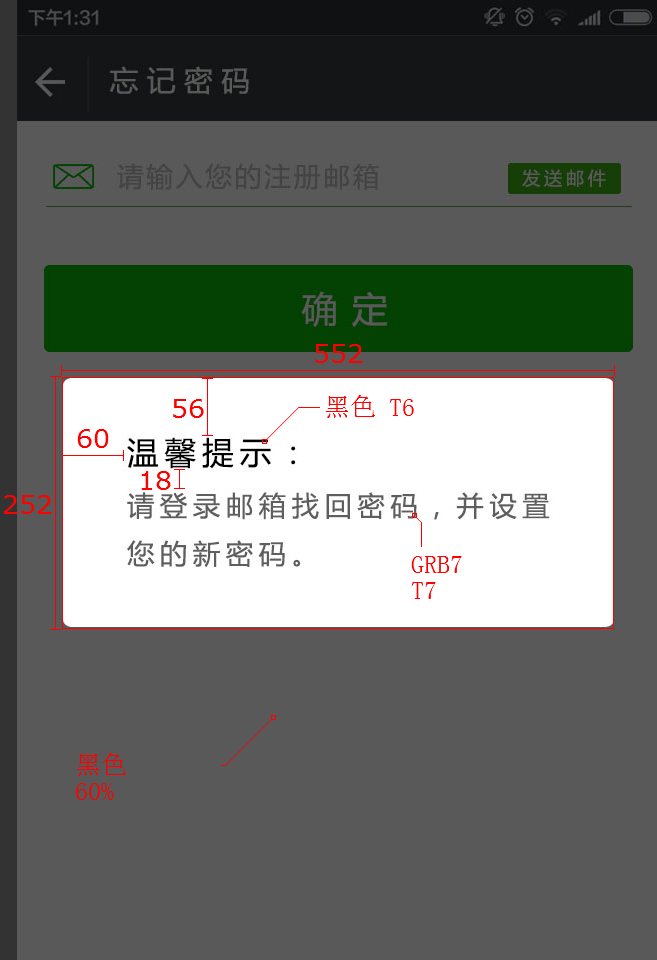 下午1:31
忘记密码
请输入您的注册邮箱
发送邮件
确定
552
56
黑色 T6
60
温馨提示：
18
252
请登录邮箱找回密码，并设置
您的新密码。
GRB7
T7
黑色
60%